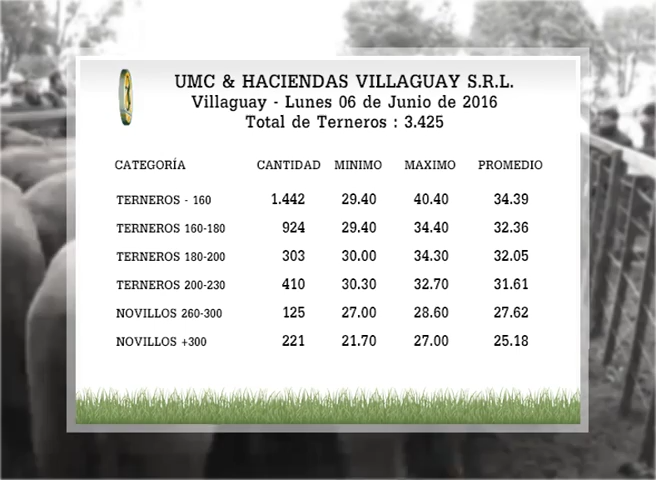 UMC & HACIENDAS VILLAGUAY S.R.L.
Villaguay - Lunes 06 de Junio de 2016
Total de Terneros : 3.425
CATEGORÍA CANTIDAD MINIMO MAXIMO PROMEDIO
TERNEROS - 160 1.442 29.40 40.40 34.39
TERNEROS 160-180 924 29.40 34.40 32.36
TERNEROS 180-200 303 30.00 34.30 32.05
TERNEROS 200-230 410 30.30 32.70 31.61
NOVILLOS 260-300 125 27.00 28.60 27.62
NOVILLOS +300 221 21.70 27.00 25.18